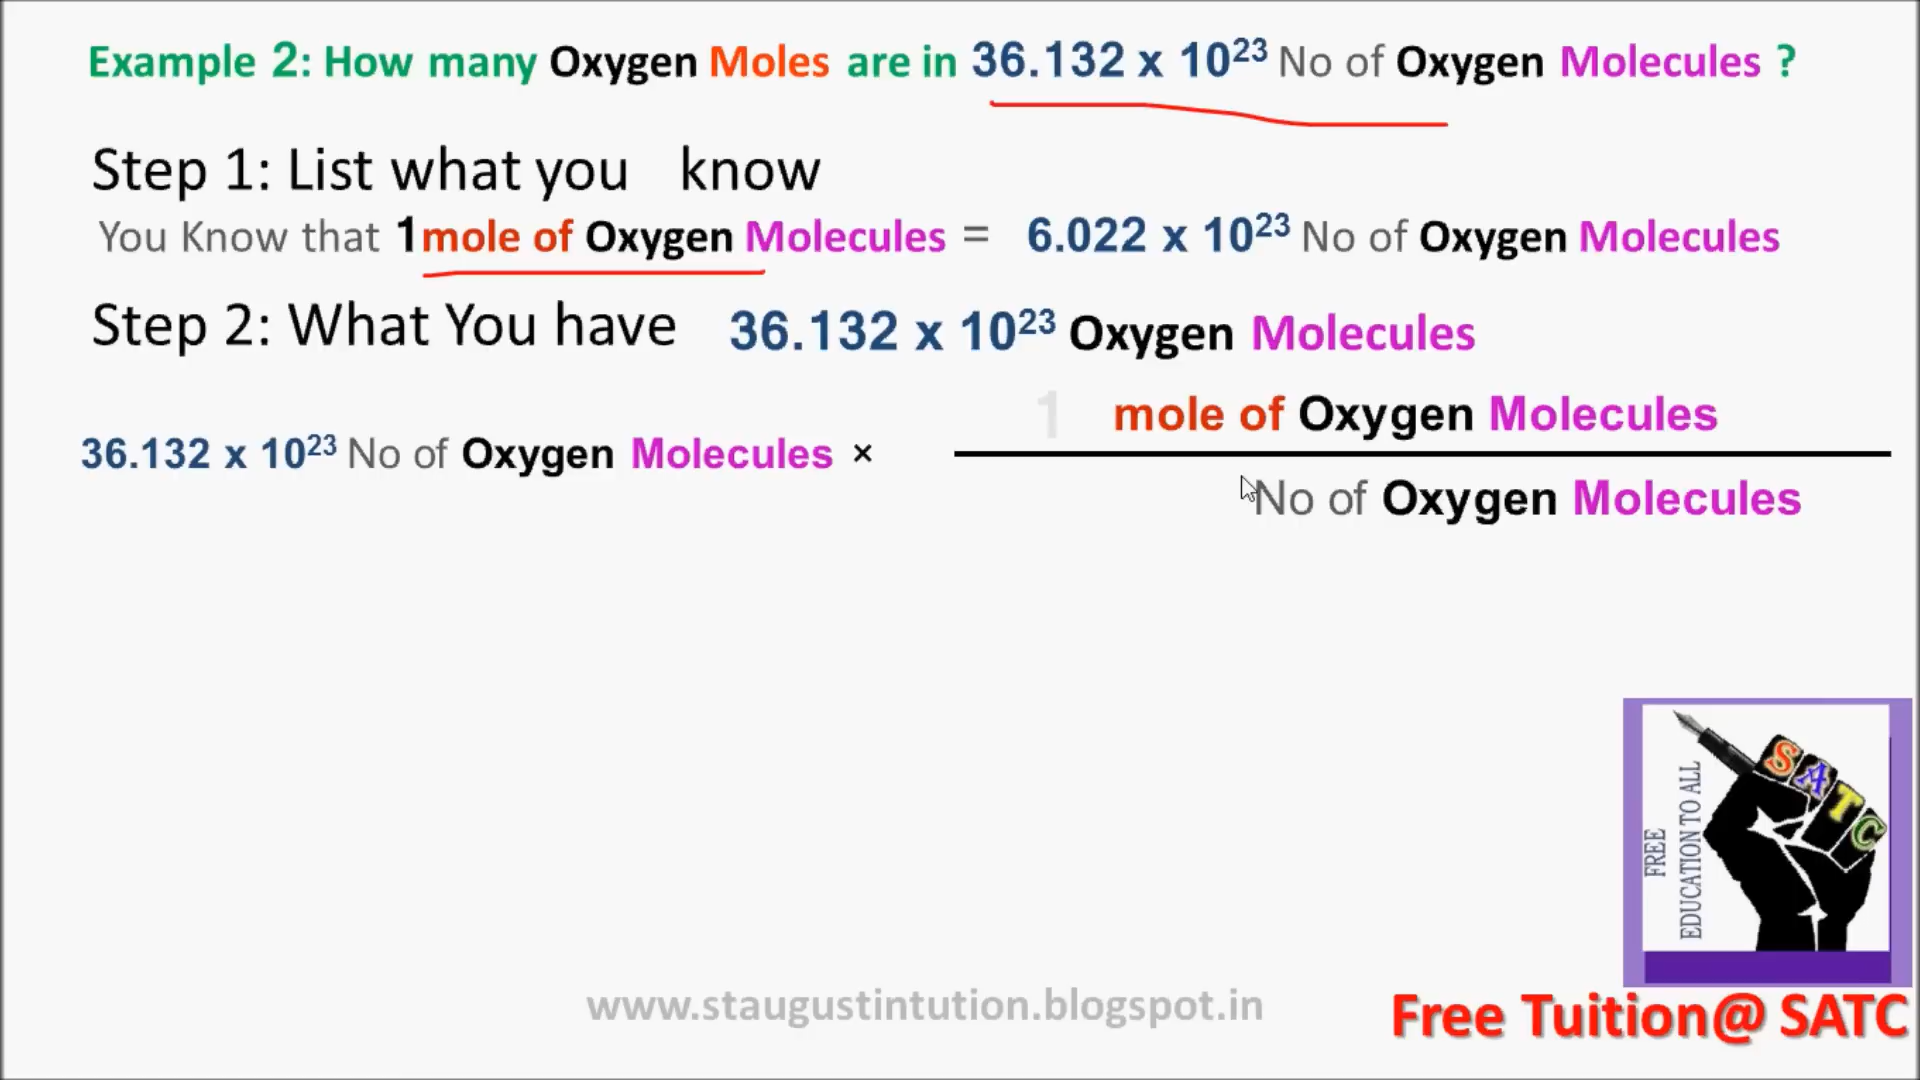 Example 2: How many Oxygen Moles are in 36.132 x 10²³ No of Oxygen Molecules ?
Step 1: List what you know
You Know that 1mole of Oxygen Molecules = 6.022 x 10²³ No of Oxygen Molecules
Step 2: What You have 36.132 x 10²³ Oxygen Molecules
1 mole of Oxygen Molecules
36.132 x 10²³ No of Oxygen Molecules ×
No of Oxygen Molecules
SATC
FREE
EDUCATION TO ALL
www.staugustintution.blogspot.in
Free Tuition@ SATC